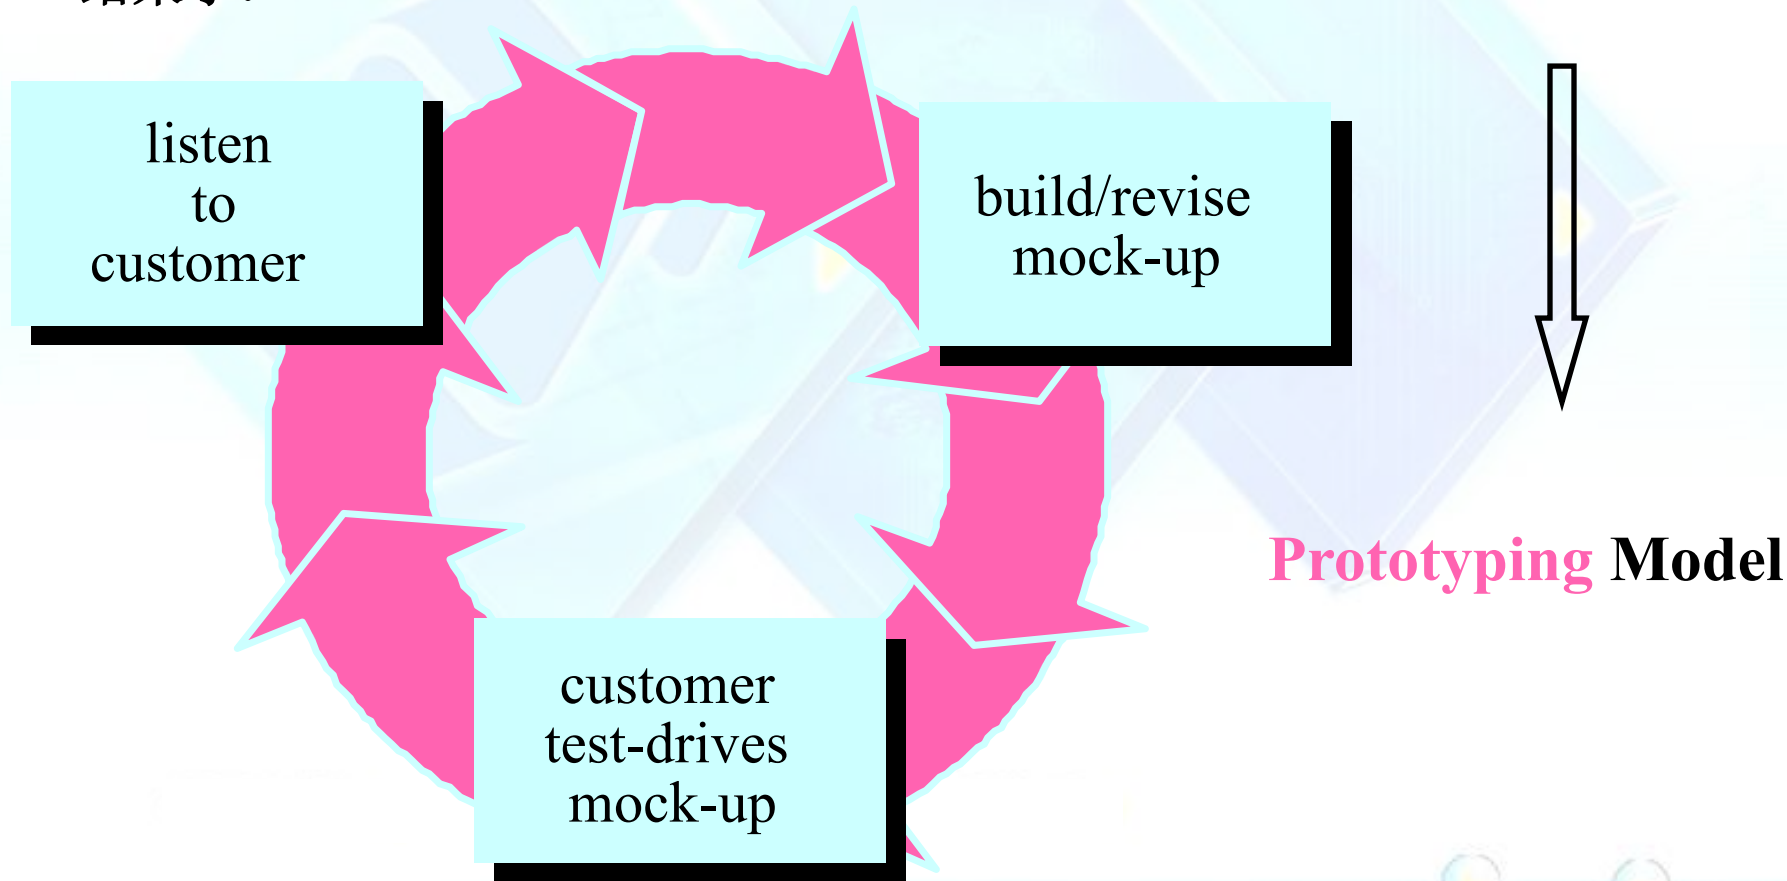 listen
to
customer
build/revise
mock-up
Prototyping Model
customer
test-drives
mock-up